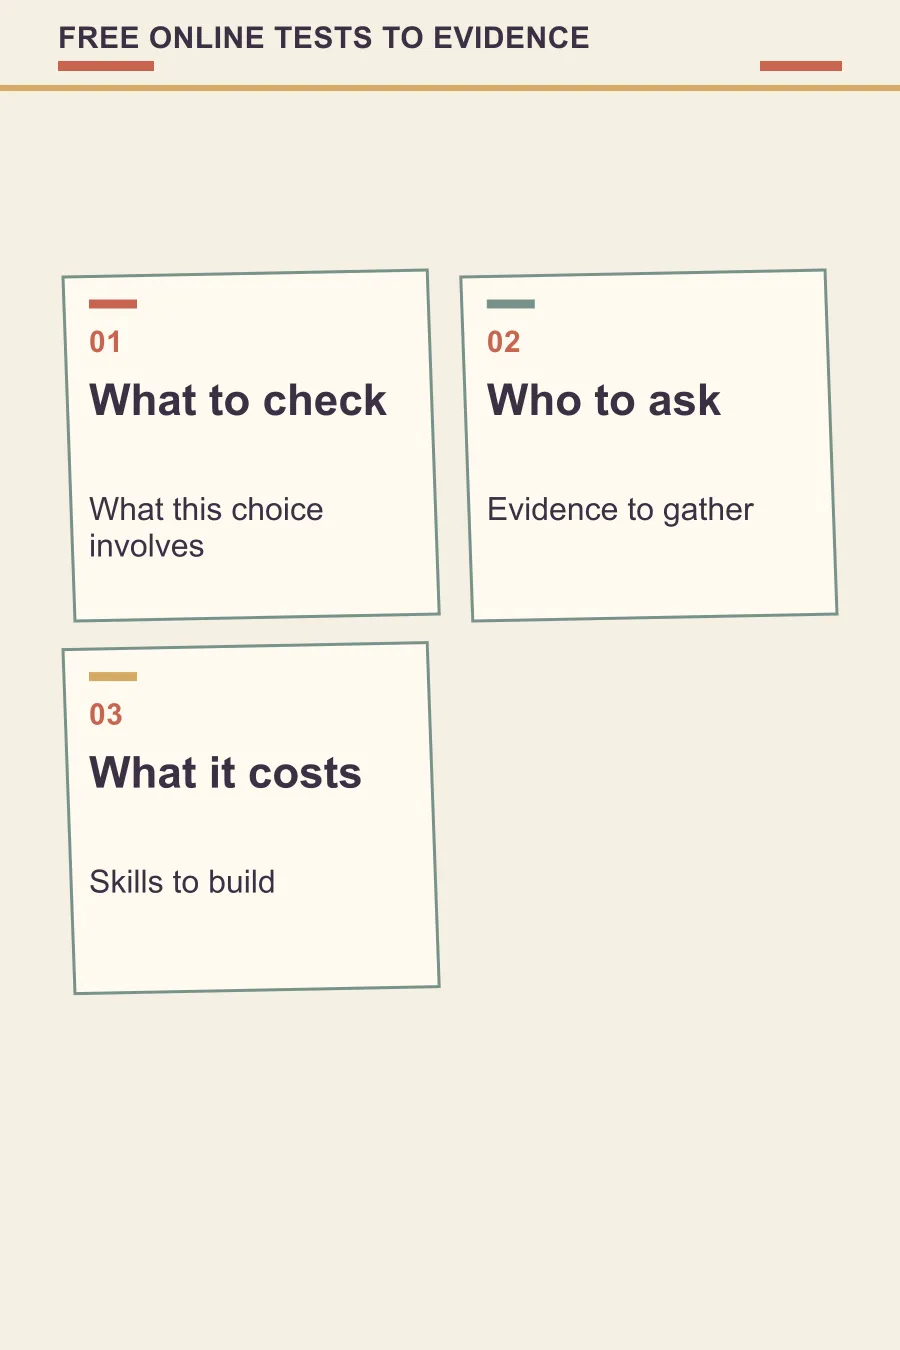 FREE ONLINE TESTS TO EVIDENCE
01
What to check
What this choice
involves
02
Who to ask
Evidence to gather
03
What it costs
Skills to build